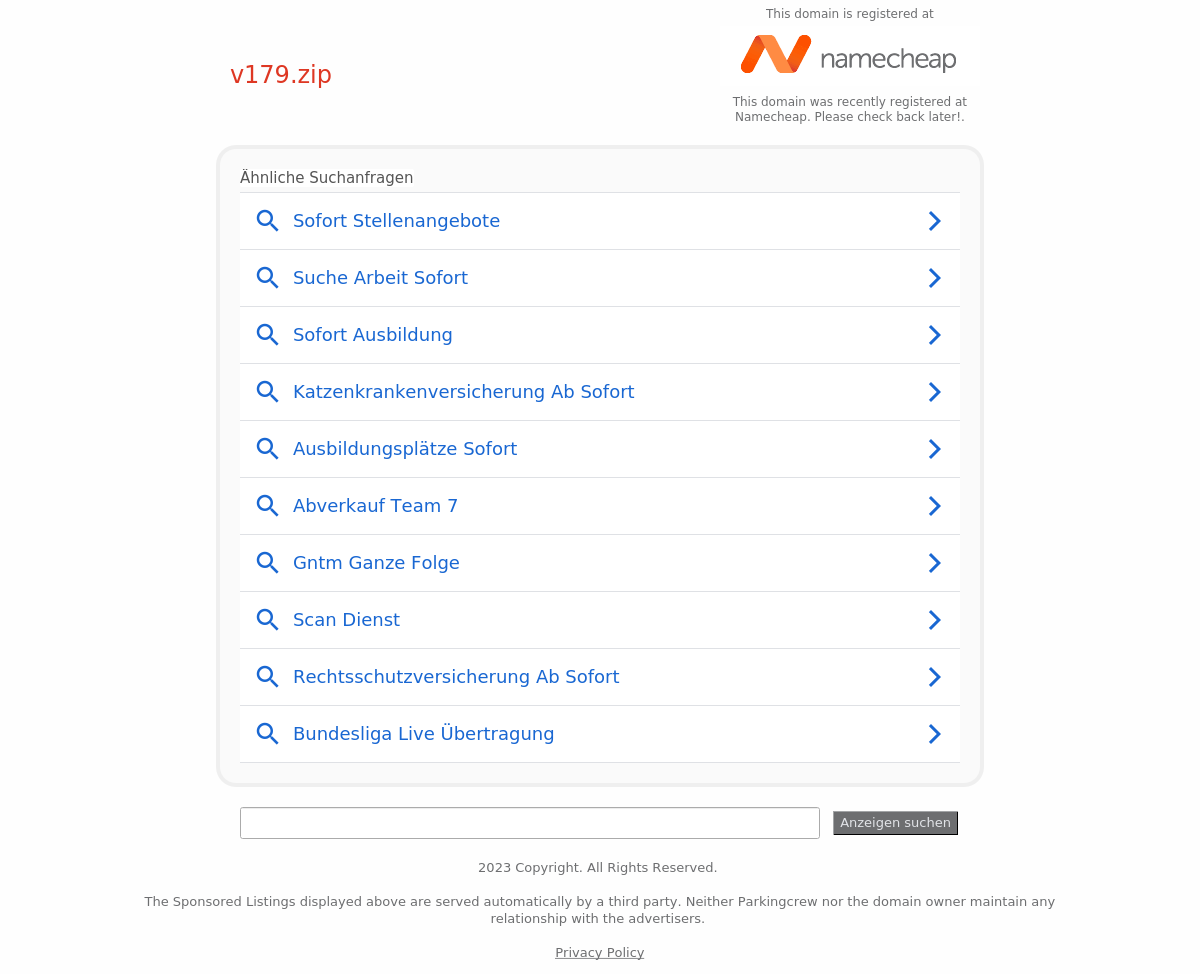 This domain is registered at
namecheap
v179.zip
This domain was recently registered at
Namecheap. Please check back later!.
Ähnliche Suchanfragen
Sofort Stellenangebote
Suche Arbeit Sofort
Sofort Ausbildung
Katzenkrankenversicherung Ab Sofort
Ausbildungsplätze Sofort
Abverkauf Team 7
Gntm Ganze Folge
Scan Dienst
Rechtsschutzversicherung Ab Sofort
Bundesliga Live Übertragung
Anzeigen suchen
2023 Copyright. All Rights Reserved.
The Sponsored Listings displayed above are served automatically by a third party. Neither Parkingcrew nor the domain owner maintain any
relationship with the advertisers.
Privacy Policy